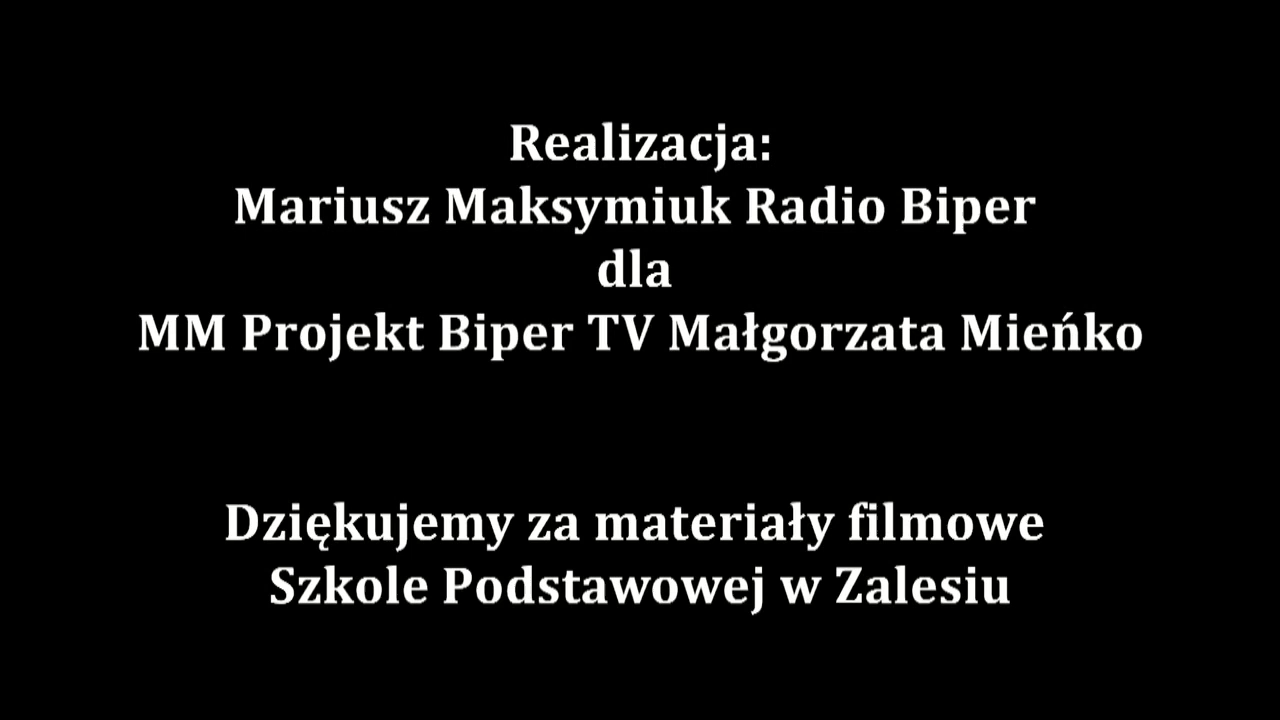 Realizacja:
Mariusz Maksymiuk Radio Biper
dla
MM Projekt Biper TV Małgorzata Mieńko
Dziękujemy za materiały filmowe
Szkole Podstawowej w Zalesiu